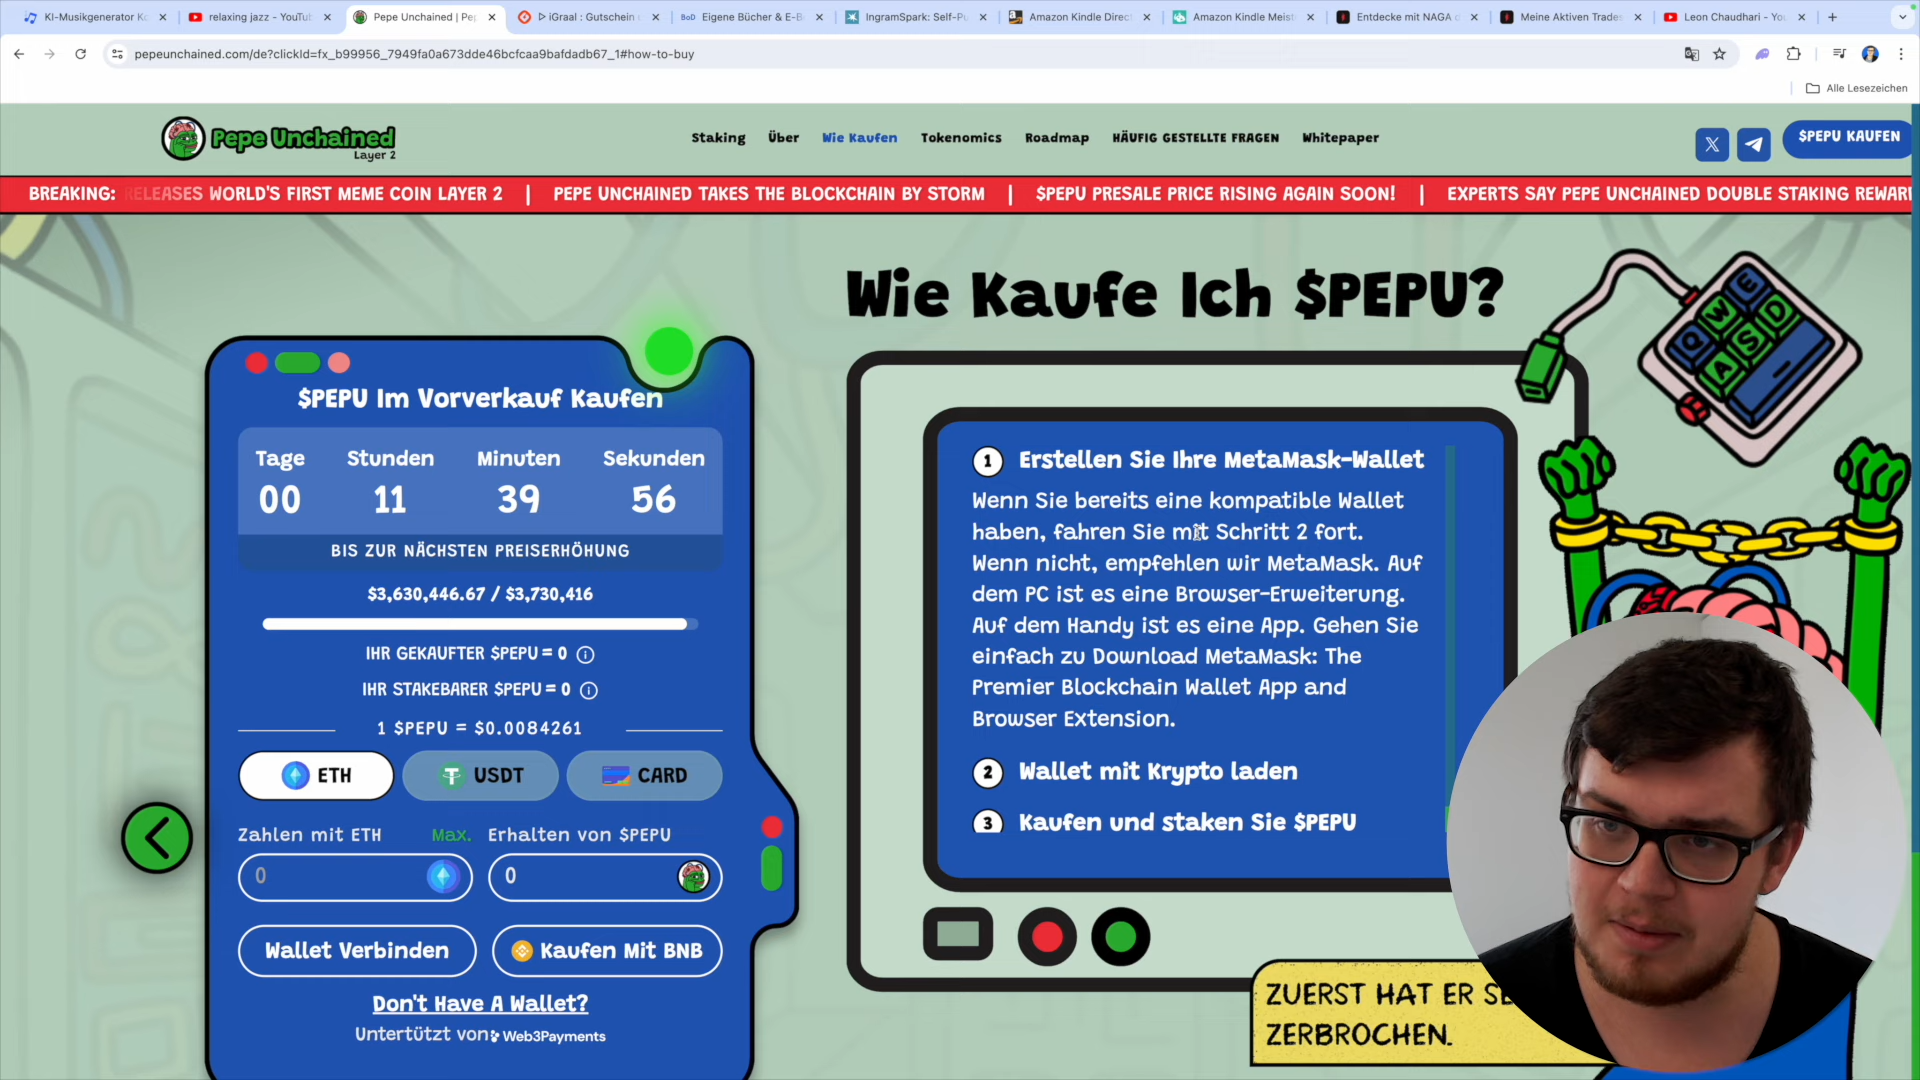 KI-Musikgenerator Ko
relaxing jazz - YouTub
Pepe Unchained | Pep
iGraal : Gutschein u
BoD
Eigene Bücher & E-B
IngramSpark: Self-Pu
Amazon Kindle Direct
Amazon Kindle Meist
Entdecke mit NAGA d
Meine Aktiven Trades
Leon Chaudhari - You
pepeunchained.com/de?clickId=fx_b99956_7949fa0a673dde46bcfcaa9bafdadb67_1#how-to-buy
Alle Lesezeichen
Pepe Unchained
Layer 2
Staking
Über
Wie Kaufen
Tokenomics
Roadmap
HÄUFIG GESTELLTE FRAGEN
Whitepaper
$PEPU KAUFEN
BREAKING: RELEASES WORLD'S FIRST MEME COIN LAYER 2 | PEPE UNCHAINED TAKES THE BLOCKCHAIN BY STORM | $PEPU PRESALE PRICE RISING AGAIN SOON! | EXPERTS SAY PEPE UNCHAINED DOUBLE STAKING REWAR
Wie Kaufe Ich $PEPU?
Q W E A S D
$PEPU Im Vorverkauf Kaufen
Tage Stunden Minuten Sekunden
00 11 39 56
BIS ZUR NÄCHSTEN PREISERHÖHUNG
$3,630,446.67 / $3,730,416
IHR GEKAUFTER $PEPU = 0
IHR STAKEBARER $PEPU = 0
1 $PEPU = $0.0084261
ETH USDT CARD
Zahlen mit ETH Max. Erhalten von $PEPU
0 0
Wallet Verbinden Kaufen Mit BNB
Don't Have A Wallet?
Untertützt von Web3Payments
1 Erstellen Sie Ihre MetaMask-Wallet
Wenn Sie bereits eine kompatible Wallet
haben, fahren Sie mit Schritt 2 fort.
Wenn nicht, empfehlen wir MetaMask. Auf
dem PC ist es eine Browser-Erweiterung.
Auf dem Handy ist es eine App. Gehen Sie
einfach zu Download MetaMask: The
Premier Blockchain Wallet App and
Browser Extension.
2 Wallet mit Krypto laden
3 Kaufen und staken Sie $PEPU
ZUERST HAT ER SE
ZERBROCHEN.